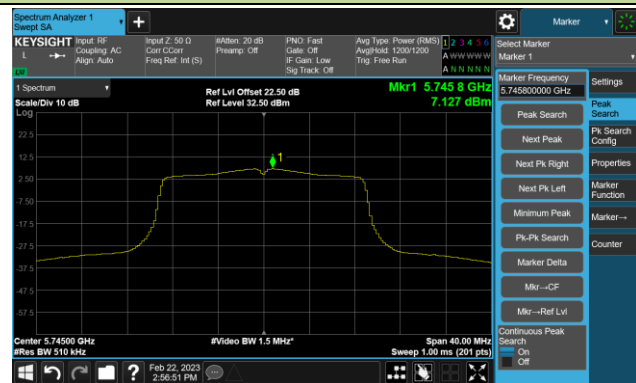 Spectrum Analyzer 1
Swept SA
Marker
KEYSIGHT
L
Input: RF
Coupling: AC
Align: Auto
Input Z: 50 Ω
Corr CCorr
Freq Ref: Int (S)
#Atten: 20 dB
Preamp: Off
PNO: Fast
Gate: Off
IF Gain: Low
Sig Track: Off
Avg Type: Power (RMS)
Avg|Hold: 1200/1200
Trig: Free Run
1 2 3 4 5 6
A W W W W W
A N N N N N
Select Marker
Marker 1
1 Spectrum
Scale/Div 10 dB
Log
Ref Lvl Offset 22.50 dB
Ref Level 32.50 dBm
Mkr1 5.745 8 GHz
7.127 dBm
22.5
12.5
2.50
-7.50
-17.5
-27.5
-37.5
-47.5
-57.5
1
Center 5.74500 GHz
#Res BW 510 kHz
#Video BW 1.5 MHz*
Span 40.00 MHz
Sweep 1.00 ms (201 pts)
Marker Frequency
5.745800000 GHz
Peak Search
Next Peak
Next Pk Right
Next Pk Left
Minimum Peak
Pk-Pk Search
Marker Delta
Mkr→CF
Mkr→Ref Lvl
Continuous Peak
Search
On
Off
Settings
Peak
Search
Pk Search
Config
Properties
Marker
Function
Marker→
Counter
?
Feb 22, 2023
2:56:51 PM